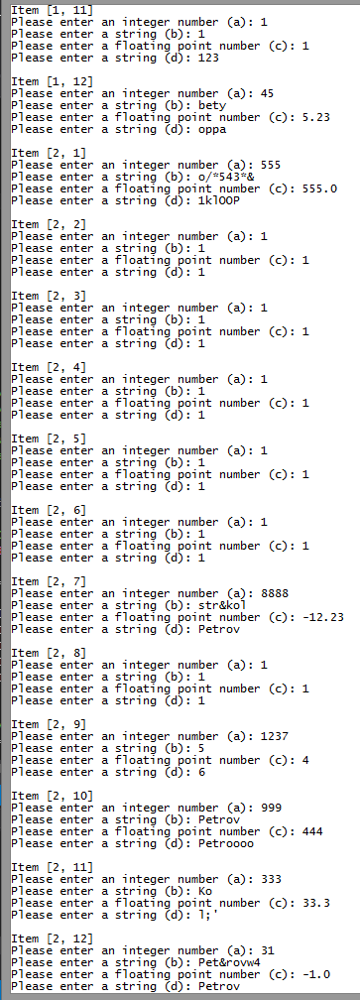 Item [1, 11]
Please enter an integer number (a): 1
Please enter a string (b): 1
Please enter a floating point number (c): 1
Please enter a string (d): 123
Item [1, 12]
Please enter an integer number (a): 45
Please enter a string (b): bety
Please enter a floating point number (c): 5.23
Please enter a string (d): oppa
Item [2, 1]
Please enter an integer number (a): 555
Please enter a string (b): o/*543*&
Please enter a floating point number (c): 555.0
Please enter a string (d): 1klOOP
Item [2, 2]
Please enter an integer number (a): 1
Please enter a string (b): 1
Please enter a floating point number (c): 1
Please enter a string (d): 1
Item [2, 3]
Please enter an integer number (a): 1
Please enter a string (b): 1
Please enter a floating point number (c): 1
Please enter a string (d): 1
Item [2, 4]
Please enter an integer number (a): 1
Please enter a string (b): 1
Please enter a floating point number (c): 1
Please enter a string (d): 1
Item [2, 5]
Please enter an integer number (a): 1
Please enter a string (b): 1
Please enter a floating point number (c): 1
Please enter a string (d): 1
Item [2, 6]
Please enter an integer number (a): 1
Please enter a string (b): 1
Please enter a floating point number (c): 1
Please enter a string (d): 1
Item [2, 7]
Please enter an integer number (a): 8888
Please enter a string (b): str&kol
Please enter a floating point number (c): -12.23
Please enter a string (d): Petrov
Item [2, 8]
Please enter an integer number (a): 1
Please enter a string (b): 1
Please enter a floating point number (c): 1
Please enter a string (d): 1
Item [2, 9]
Please enter an integer number (a): 1237
Please enter a string (b): 5
Please enter a floating point number (c): 4
Please enter a string (d): 6
Item [2, 10]
Please enter an integer number (a): 999
Please enter a string (b): Petrov
Please enter a floating point number (c): 444
Please enter a string (d): Petroooo
Item [2, 11]
Please enter an integer number (a): 333
Please enter a string (b): Ko
Please enter a floating point number (c): 33.3
Please enter a string (d): l;'
Item [2, 12]
Please enter an integer number (a): 31
Please enter a string (b): Pet&rovw4
Please enter a floating point number (c): -1.0
Please enter a string (d): Petrov